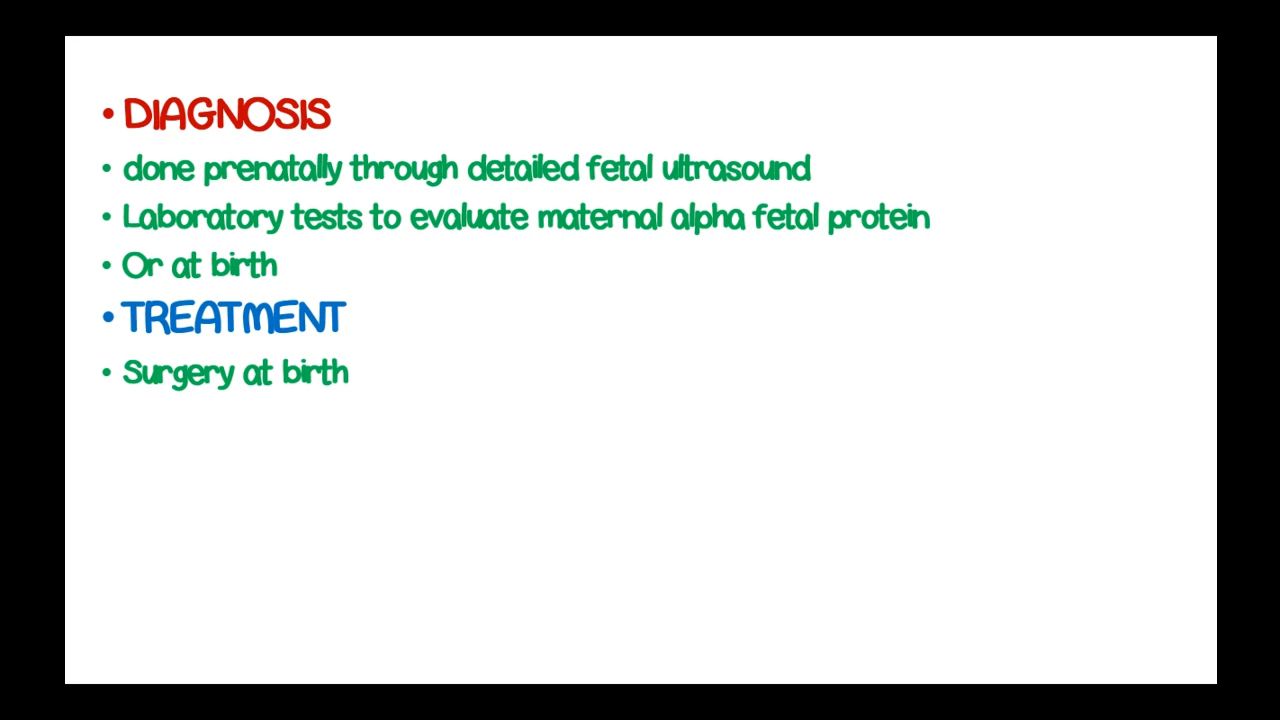 • DIAGNOSIS
• done prenatally through detailed fetal ultrasound
• Laboratory tests to evaluate maternal alpha fetal protein
• Or at birth
• TREATMENT
• Surgery at birth